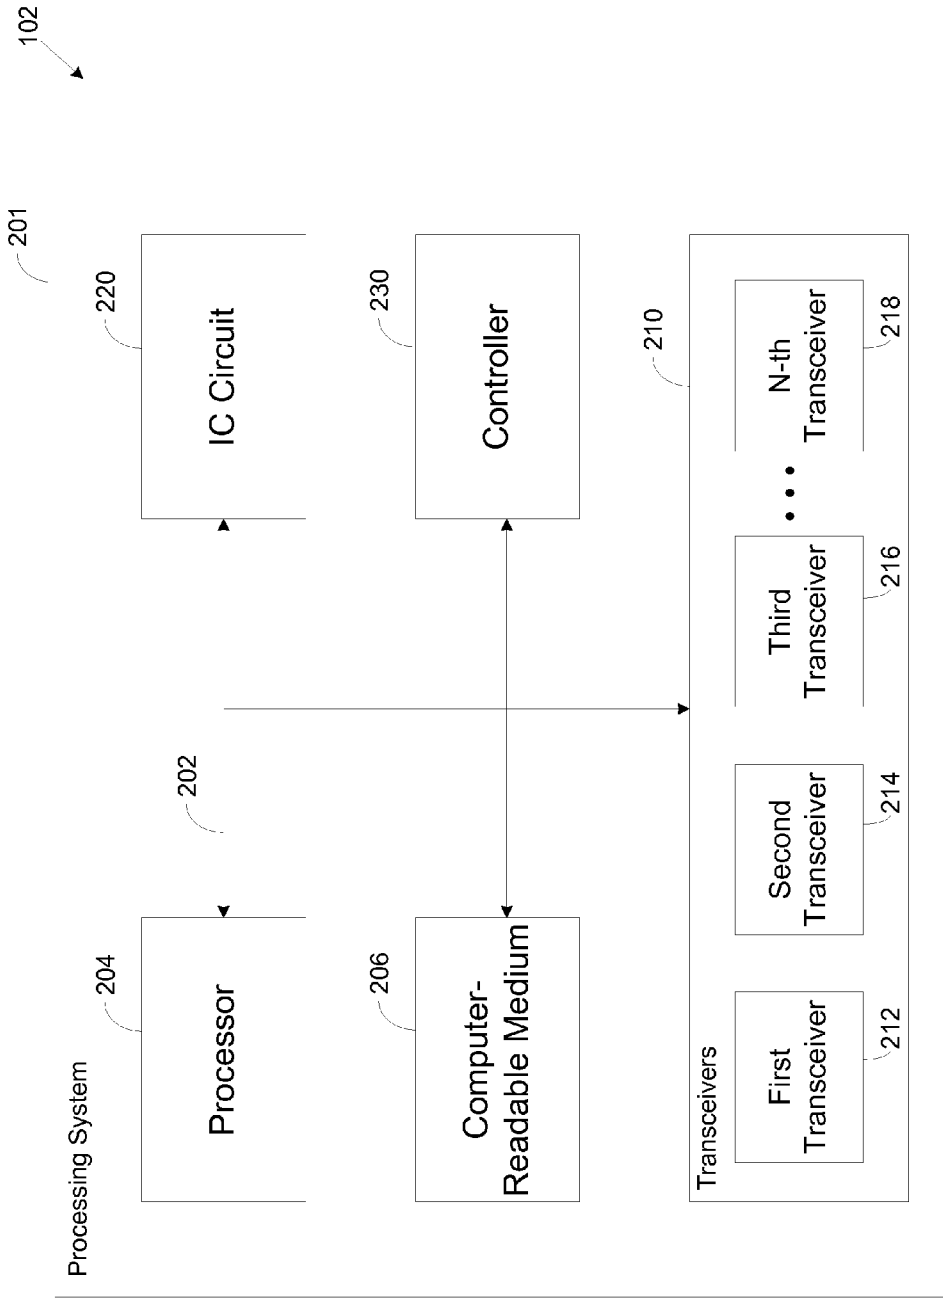 102
201
Processing System
204
Processor
202
220
IC Circuit
206
Computer-
Readable Medium
230
Controller
210
Transceivers
First
Transceiver
212
Second
Transceiver
214
Third
Transceiver
216
N-th
Transceiver
218